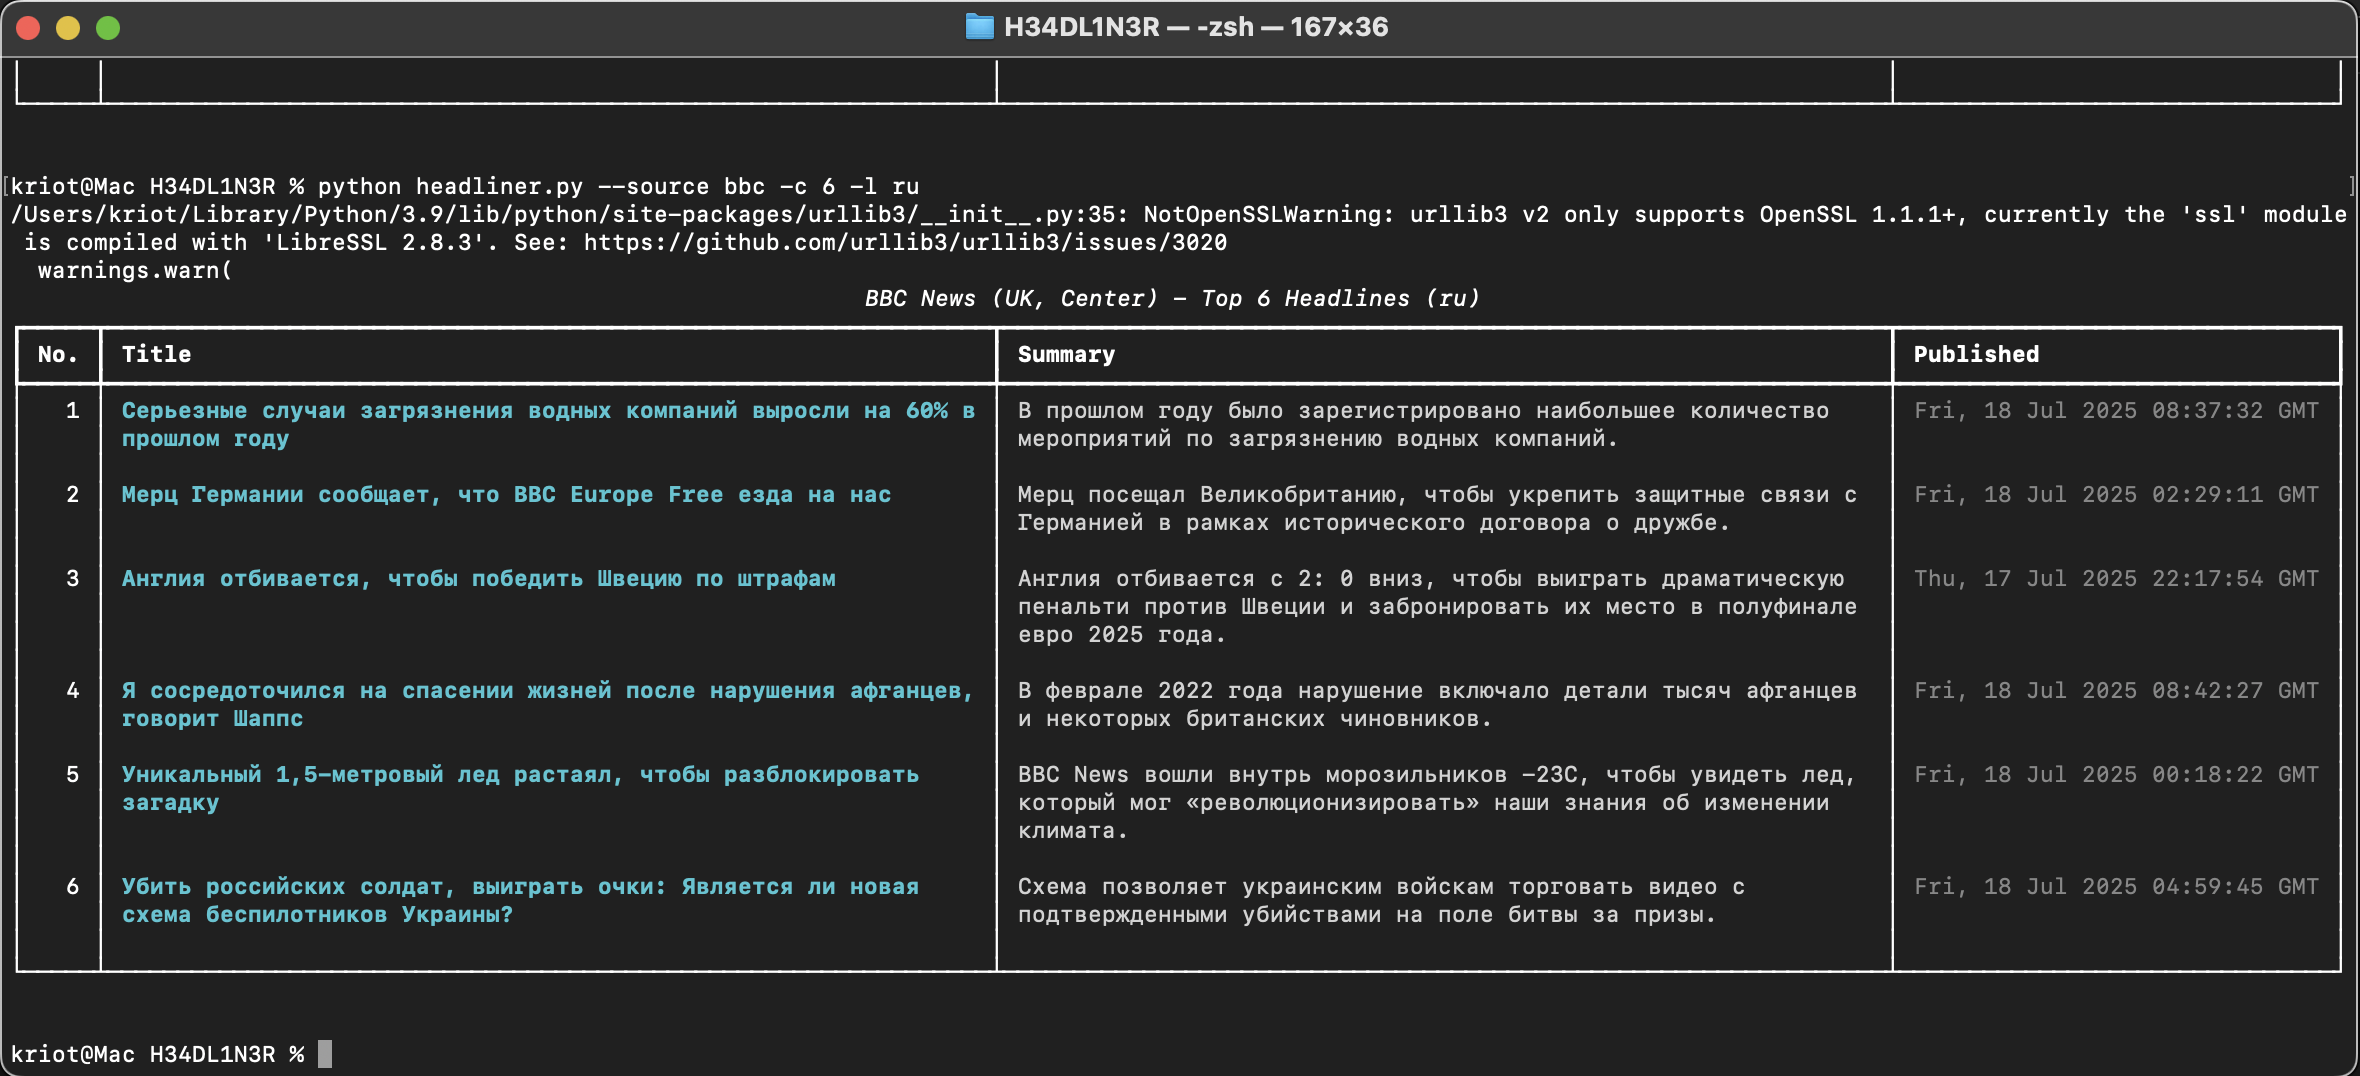 H34DL1N3R — -zsh — 167×36
kriot@Mac H34DL1N3R % python headliner.py --source bbc -c 6 -l ru
/Users/kriot/Library/Python/3.9/lib/python/site-packages/urllib3/__init__.py:35: NotOpenSSLWarning: urllib3 v2 only supports OpenSSL 1.1.1+, currently the 'ssl' module
is compiled with 'LibreSSL 2.8.3'. See: https://github.com/urllib3/urllib3/issues/3020
warnings.warn(
BBC News (UK, Center) — Top 6 Headlines (ru)
No. Title Summary Published
1 Серьезные случаи загрязнения водных компаний выросли на 60% в В прошлом году было зарегистрировано наибольшее количество Fri, 18 Jul 2025 08:37:32 GMT
прошлом году мероприятий по загрязнению водных компаний.
2 Мерц Германии сообщает, что BBC Europe Free езда на нас Мерц посещал Великобританию, чтобы укрепить защитные связи с Fri, 18 Jul 2025 02:29:11 GMT
Германией в рамках исторического договора о дружбе.
3 Англия отбивается, чтобы победить Швецию по штрафам Англия отбивается с 2: 0 вниз, чтобы выиграть драматическую Thu, 17 Jul 2025 22:17:54 GMT
пенальти против Швеции и забронировать их место в полуфинале
евро 2025 года.
4 Я сосредоточился на спасении жизней после нарушения афганцев, В феврале 2022 года нарушение включало детали тысяч афганцев Fri, 18 Jul 2025 08:42:27 GMT
говорит Шаппс и некоторых британских чиновников.
5 Уникальный 1,5-метровый лед растаял, чтобы разблокировать BBC News вошли внутрь морозильников -23C, чтобы увидеть лед, Fri, 18 Jul 2025 00:18:22 GMT
загадку который мог «революционизировать» наши знания об изменении
климата.
6 Убить российских солдат, выиграть очки: Является ли новая Схема позволяет украинским войскам торговать видео с Fri, 18 Jul 2025 04:59:45 GMT
схема беспилотников Украины? подтвержденными убийствами на поле битвы за призы.
kriot@Mac H34DL1N3R %